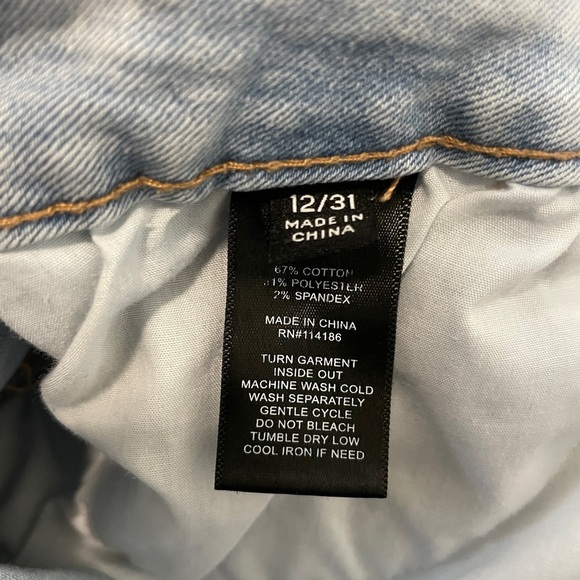 12/31
MADE IN
CHINA
67% COTTON
31% POLYESTER
2% SPANDEX
MADE IN CHINA
RN#114186
TURN GARMENT
INSIDE OUT
MACHINE WASH COLD
WASH SEPARATELY
GENTLE CYCLE
DO NOT BLEACH
TUMBLE DRY LOW
COOL IRON IF NEED